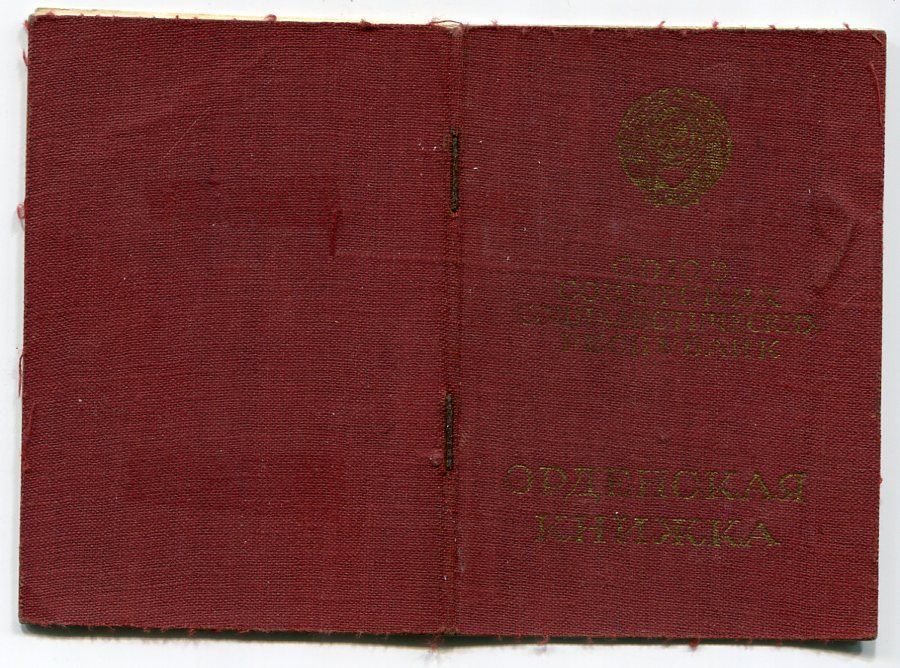 СОЮЗ
СОВЕТСКИХ
СОЦИАЛИСТИЧЕСКИХ
РЕСПУБЛИК
ОРДЕНСКАЯ
КНИЖКА